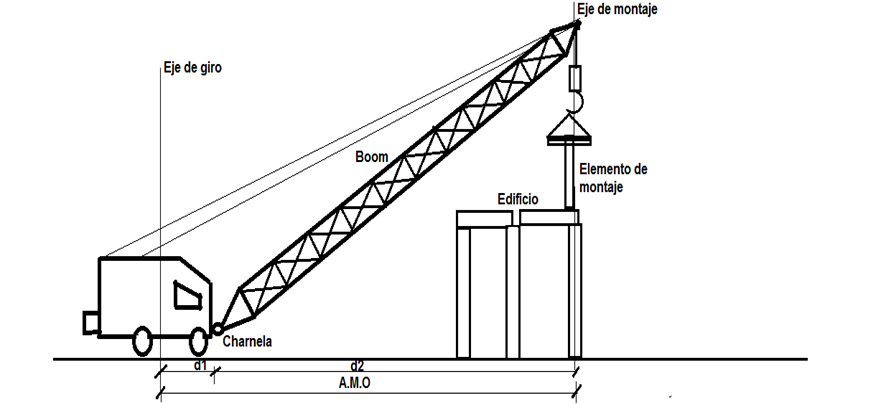 Eje de montaje
Eje de giro
Boom
Elemento de
montaje
Edificio
Charnela
d1
d2
A.M.O